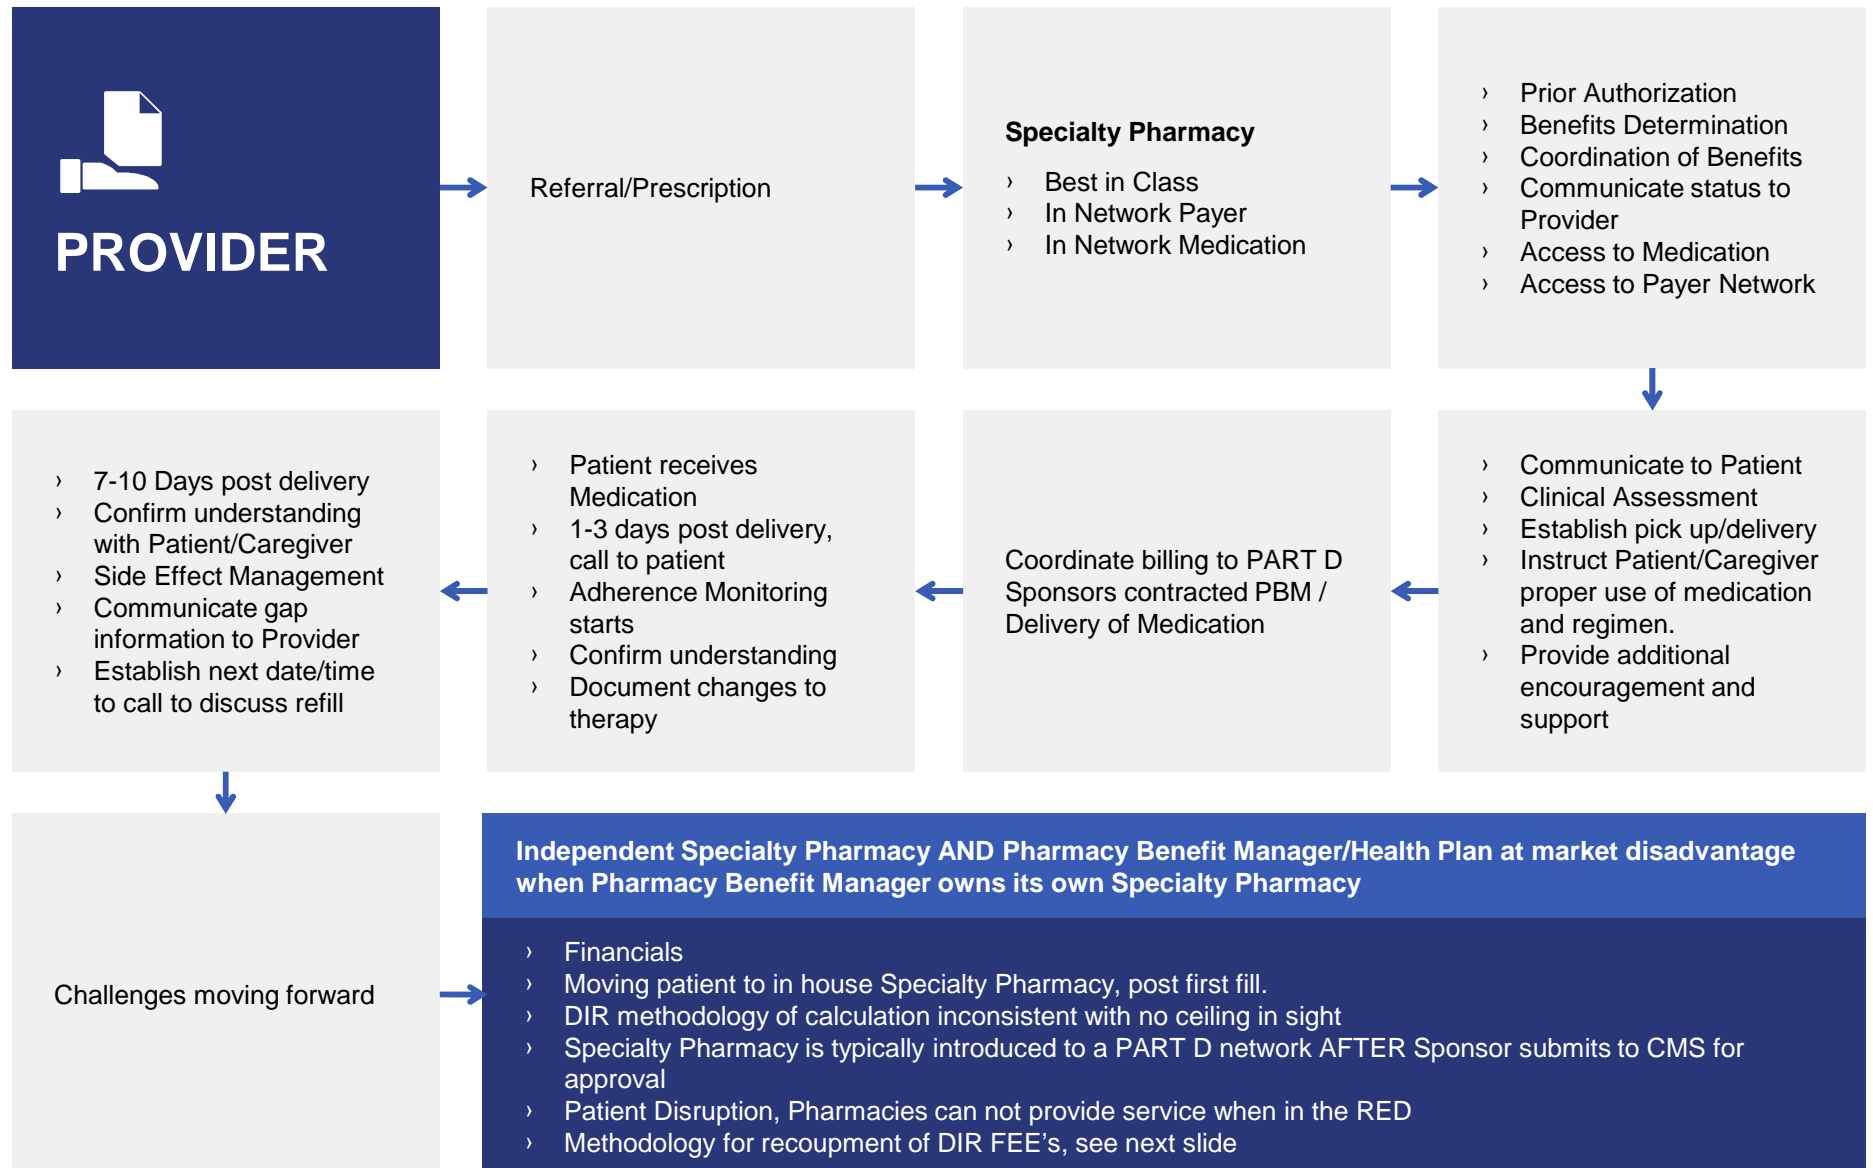 PROVIDER
Referral/Prescription
Specialty Pharmacy
› Best in Class
› In Network Payer
› In Network Medication
› Prior Authorization
› Benefits Determination
› Coordination of Benefits
› Communicate status to
Provider
› Access to Medication
› Access to Payer Network
› Communicate to Patient
› Clinical Assessment
› Establish pick up/delivery
› Instruct Patient/Caregiver
proper use of medication
and regimen.
› Provide additional
encouragement and
support
Coordinate billing to PART D
Sponsors contracted PBM /
Delivery of Medication
› Patient receives
Medication
› 1-3 days post delivery,
call to patient
› Adherence Monitoring
starts
› Confirm understanding
› Document changes to
therapy
› 7-10 Days post delivery
› Confirm understanding
with Patient/Caregiver
› Side Effect Management
› Communicate gap
information to Provider
› Establish next date/time
to call to discuss refill
Challenges moving forward
Independent Specialty Pharmacy AND Pharmacy Benefit Manager/Health Plan at market disadvantage
when Pharmacy Benefit Manager owns its own Specialty Pharmacy
› Financials
› Moving patient to in house Specialty Pharmacy, post first fill.
› DIR methodology of calculation inconsistent with no ceiling in sight
› Specialty Pharmacy is typically introduced to a PART D network AFTER Sponsor submits to CMS for
approval
› Patient Disruption, Pharmacies can not provide service when in the RED
› Methodology for recoupment of DIR FEE's, see next slide